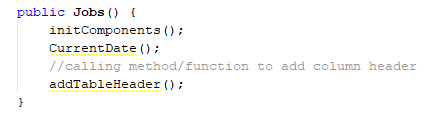 public Jobs() {
initComponents();
CurrentDate();
//calling method/function to add column header
addTableHeader();
}